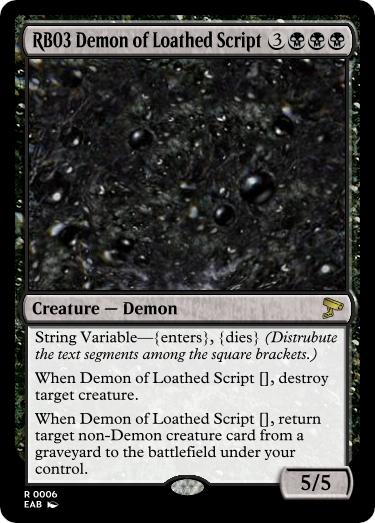 RB03 Demon of Loathed Script 3
Creature — Demon
String Variable—{enters}, {dies} (Distrubute
the text segments among the square brackets.)
When Demon of Loathed Script [], destroy
target creature.
When Demon of Loathed Script [], return
target non-Demon creature card from a
graveyard to the battlefield under your
control.
5/5
R 0006
EAB